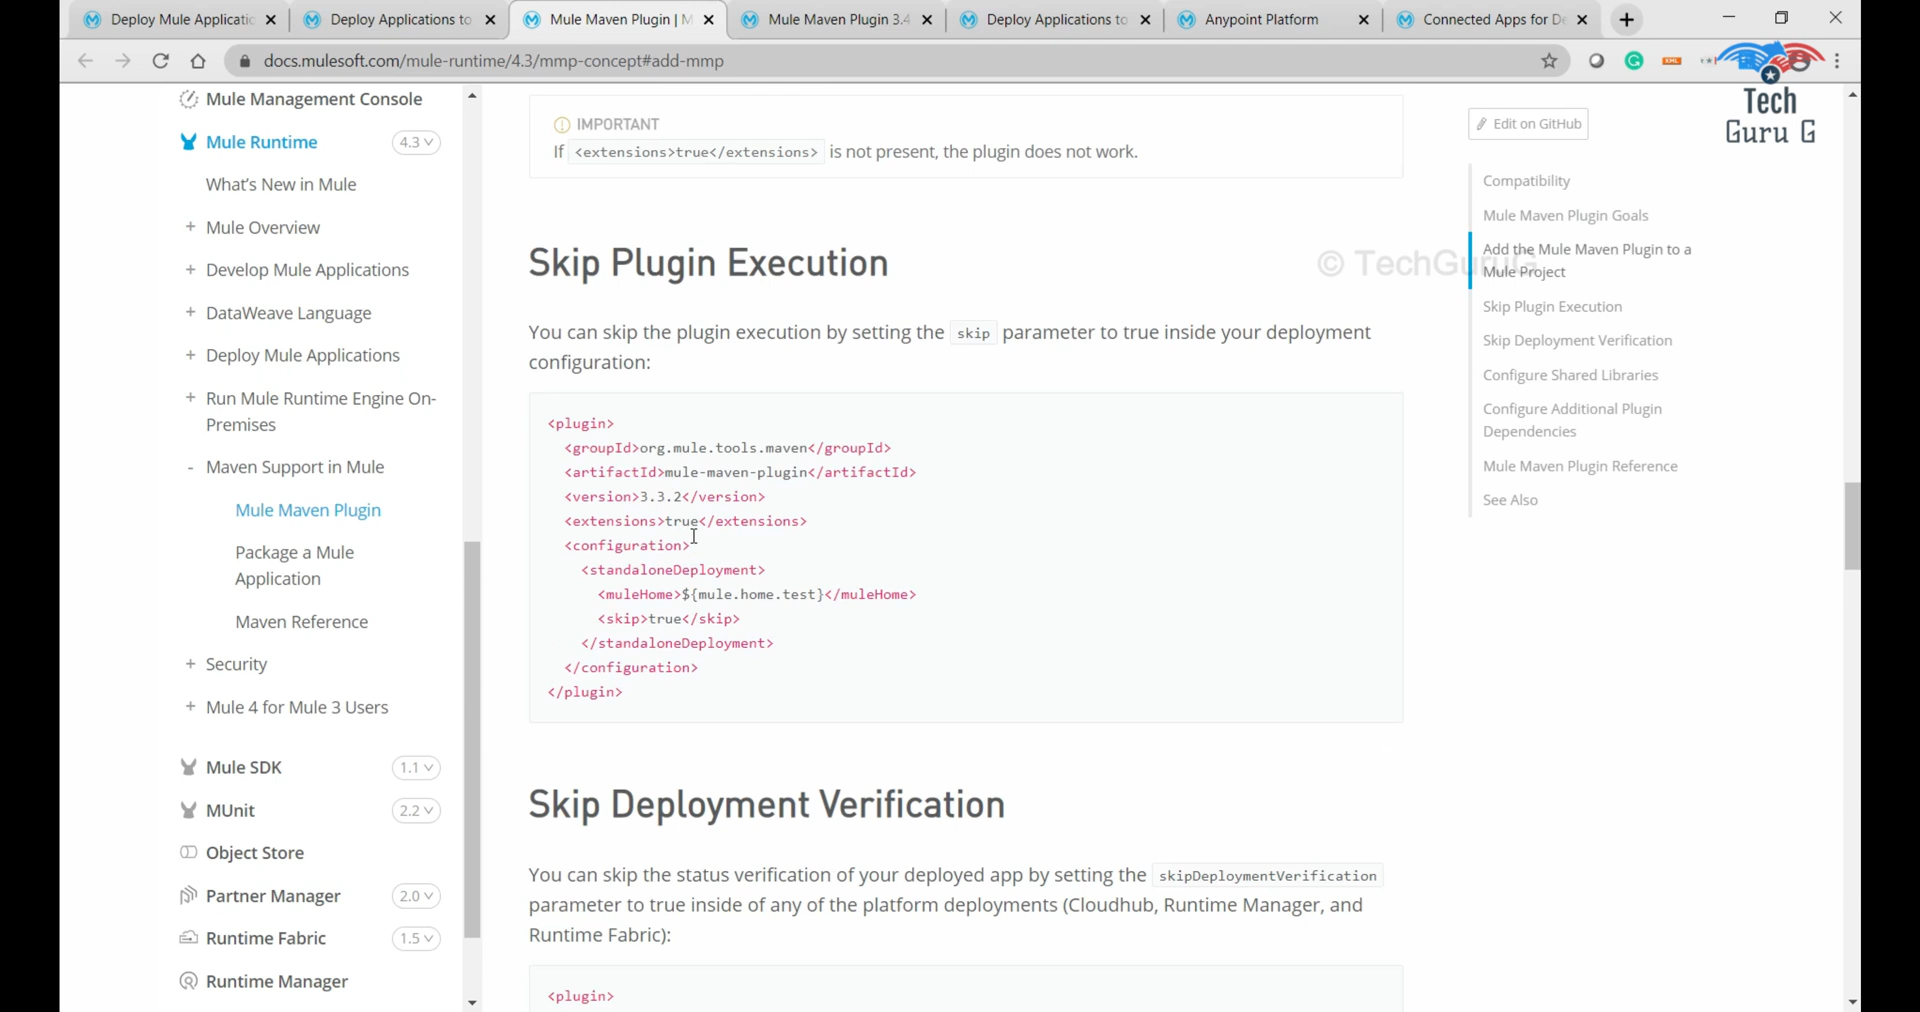 Deploy Mule Applicatio
Deploy Applications to
Mule Maven Plugin | M
Mule Maven Plugin 3.4
Deploy Applications to
Anypoint Platform
Connected Apps for De
docs.mulesoft.com/mule-runtime/4.3/mmp-concept#add-mmp
Tech
Guru G
Mule Management Console
Mule Runtime 4.3
What's New in Mule
+ Mule Overview
+ Develop Mule Applications
+ DataWeave Language
+ Deploy Mule Applications
+ Run Mule Runtime Engine On-
Premises
- Maven Support in Mule
Mule Maven Plugin
Package a Mule
Application
Maven Reference
+ Security
+ Mule 4 for Mule 3 Users
Mule SDK 1.1
MUnit 2.2
Object Store
Partner Manager 2.0
Runtime Fabric 1.5
Runtime Manager
IMPORTANT
If <extensions>true</extensions> is not present, the plugin does not work.
Skip Plugin Execution
You can skip the plugin execution by setting the skip parameter to true inside your deployment
configuration:
<plugin>
<groupId>org.mule.tools.maven</groupId>
<artifactId>mule-maven-plugin</artifactId>
<version>3.3.2</version>
<extensions>true</extensions>
<configuration>
<standaloneDeployment>
<muleHome>${mule.home.test}</muleHome>
<skip>true</skip>
</standaloneDeployment>
</configuration>
</plugin>
Skip Deployment Verification
You can skip the status verification of your deployed app by setting the skipDeploymentVerification
parameter to true inside of any of the platform deployments (Cloudhub, Runtime Manager, and
Runtime Fabric):
<plugin>
Edit on GitHub
Compatibility
Mule Maven Plugin Goals
Add the Mule Maven Plugin to a
Mule Project
Skip Plugin Execution
Skip Deployment Verification
Configure Shared Libraries
Configure Additional Plugin
Dependencies
Mule Maven Plugin Reference
See Also
© TechGuruG